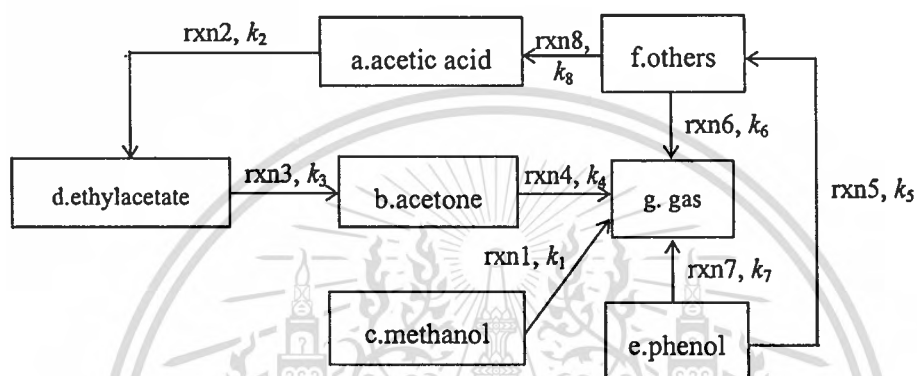 rxn2, k₂
a.acetic acid
rxn8,
k₈
f.others
rxn6, k₆
d.ethylacetate
rxn3, k₃
b.acetone
rxn4, k₄
g. gas
rxn5, k₅
rxn1, k₁
rxn7, k₇
c.methanol
e.phenol